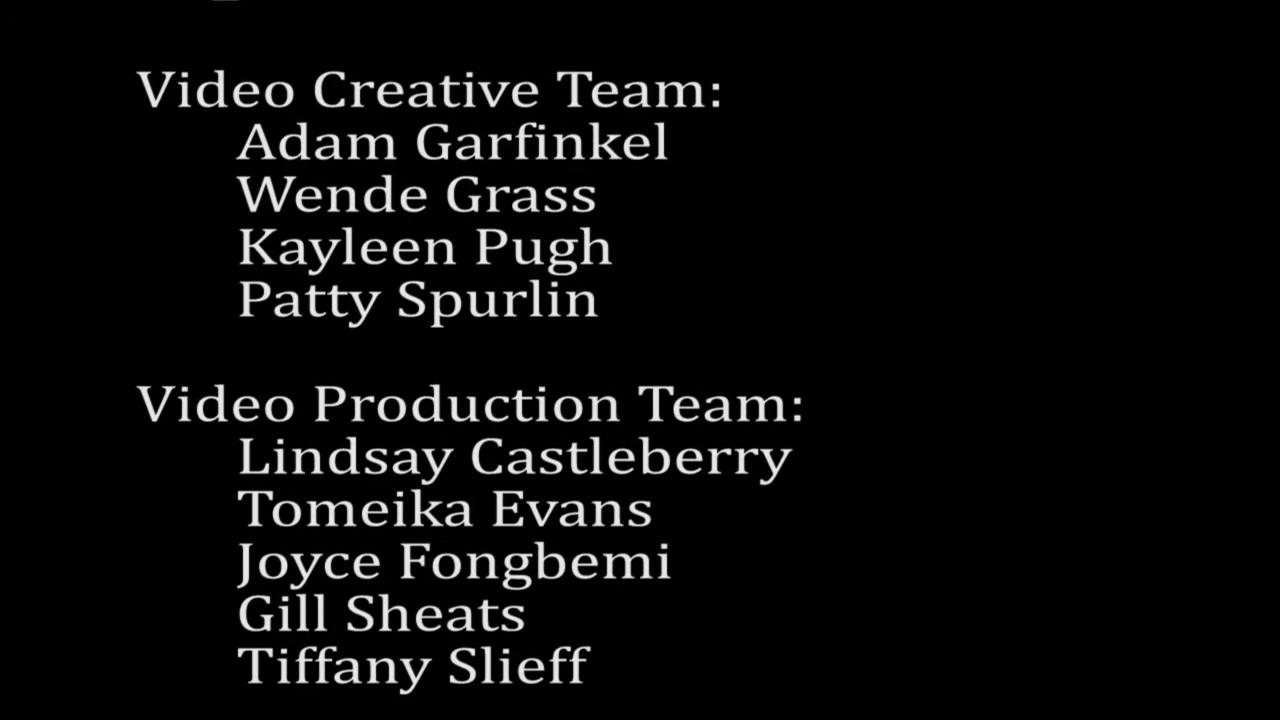 Video Creative Team:
Adam Garfinkel
Wende Grass
Kayleen Pugh
Patty Spurlin
Video Production Team:
Lindsay Castleberry
Tomeika Evans
Joyce Fongbemi
Gill Sheats
Tiffany Slieff